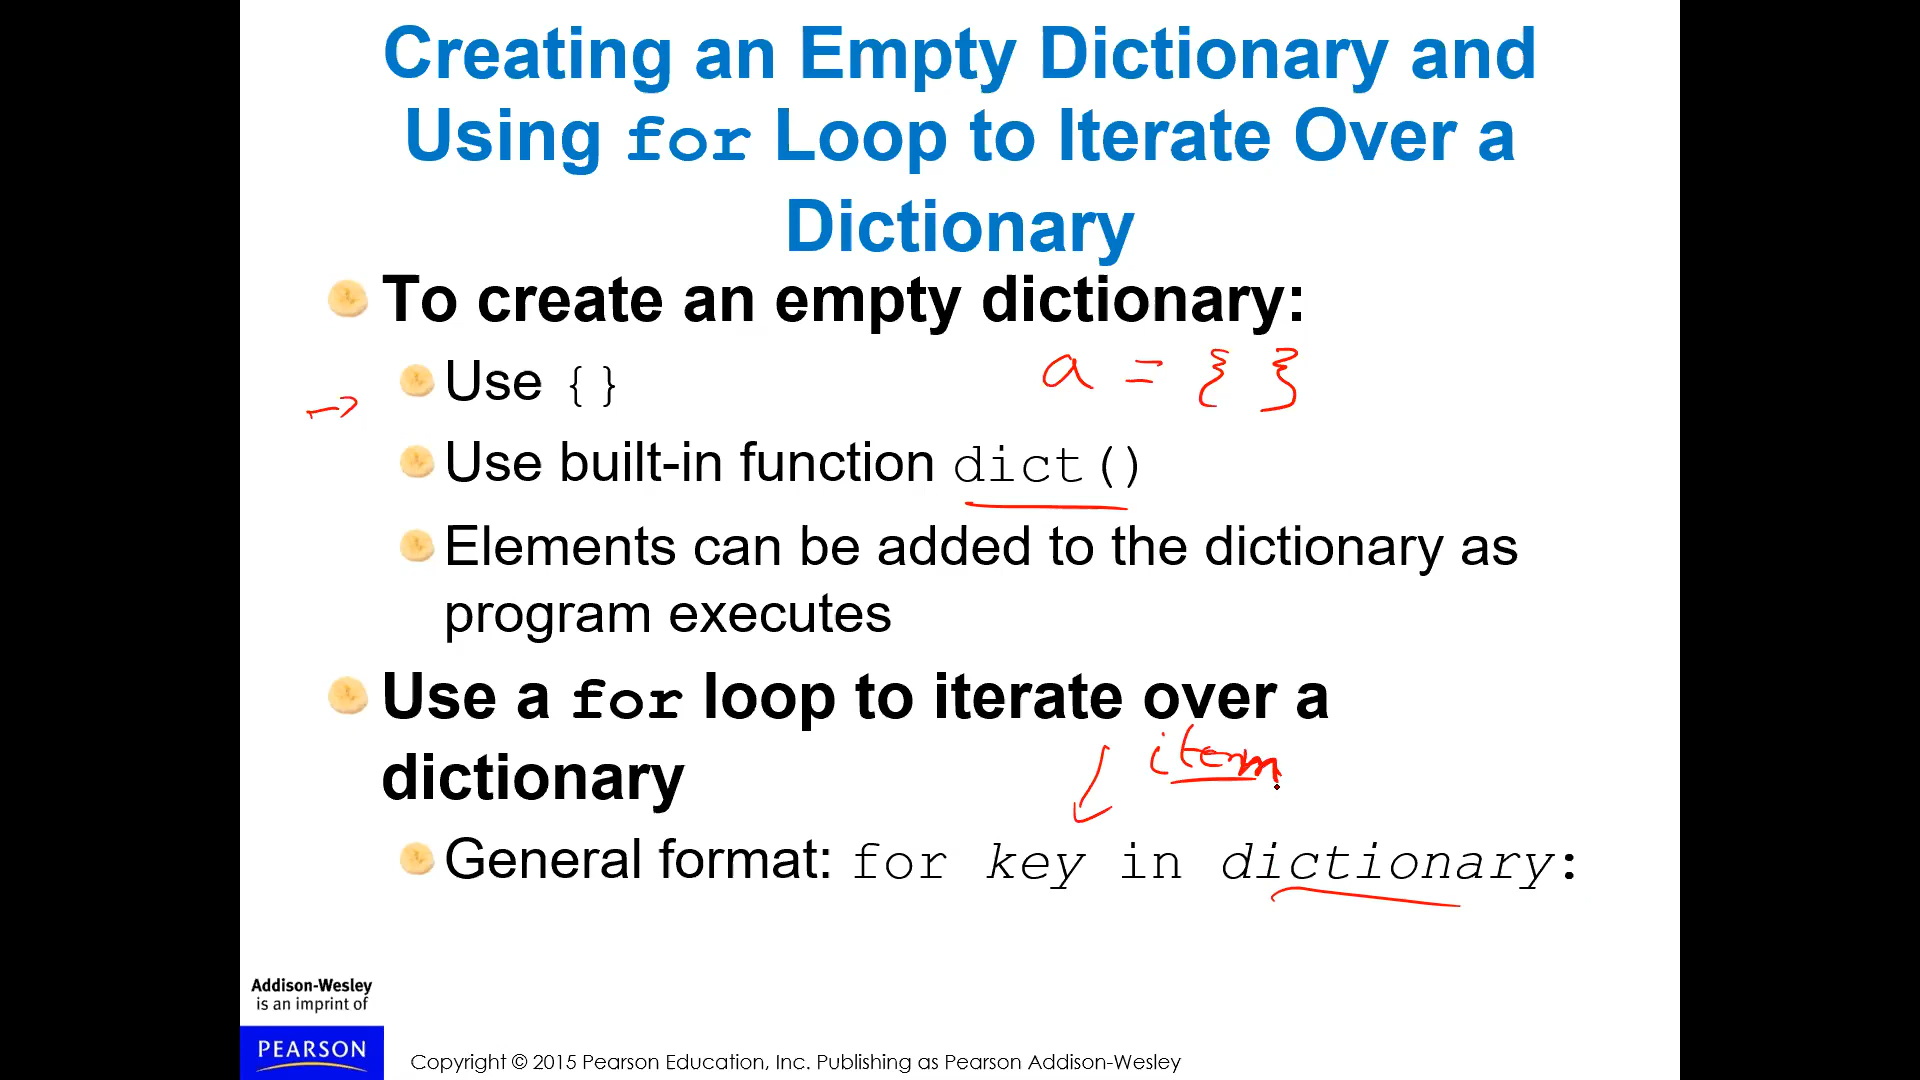 Creating an Empty Dictionary and
Using for Loop to Iterate Over a
Dictionary
To create an empty dictionary:
Use {}
a = { }
Use built-in function dict()
Elements can be added to the dictionary as
program executes
Use a for loop to iterate over a
dictionary
item
General format: for key in dictionary:
Addison-Wesley
is an imprint of
PEARSON
Copyright © 2015 Pearson Education, Inc. Publishing as Pearson Addison-Wesley